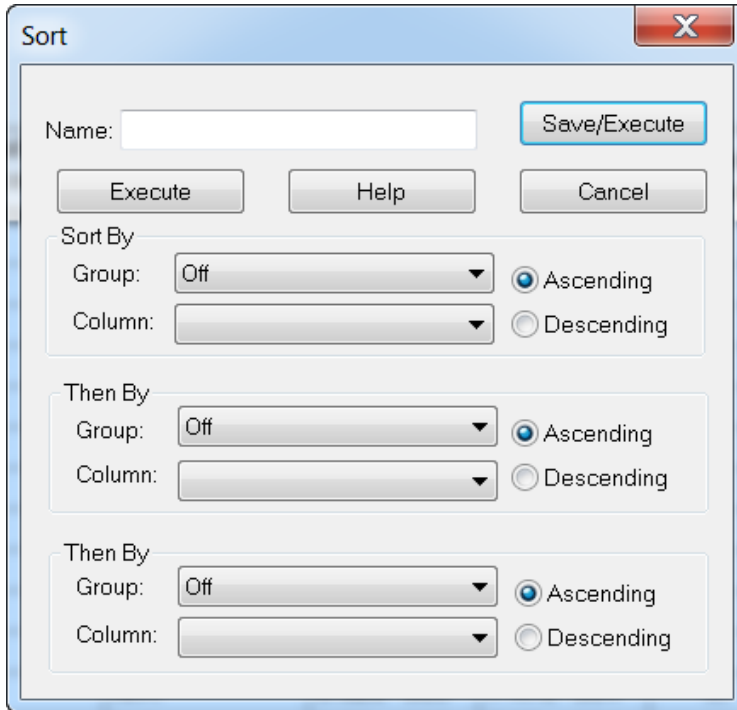 Sort
Name:
Save/Execute
Execute
Help
Cancel
Sort By
Group:
Off
Ascending
Column:
Descending
Then By
Group:
Off
Ascending
Column:
Descending
Then By
Group:
Off
Ascending
Column:
Descending